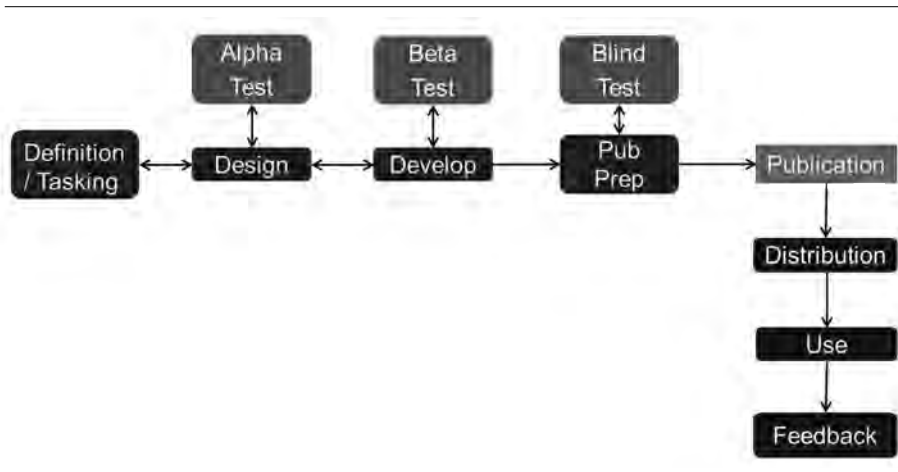 Alpha
Test
Beta
Test
Blind
Test
Definition
/ Tasking
Design
Develop
Pub
Prep
Publication
Distribution
Use
Feedback